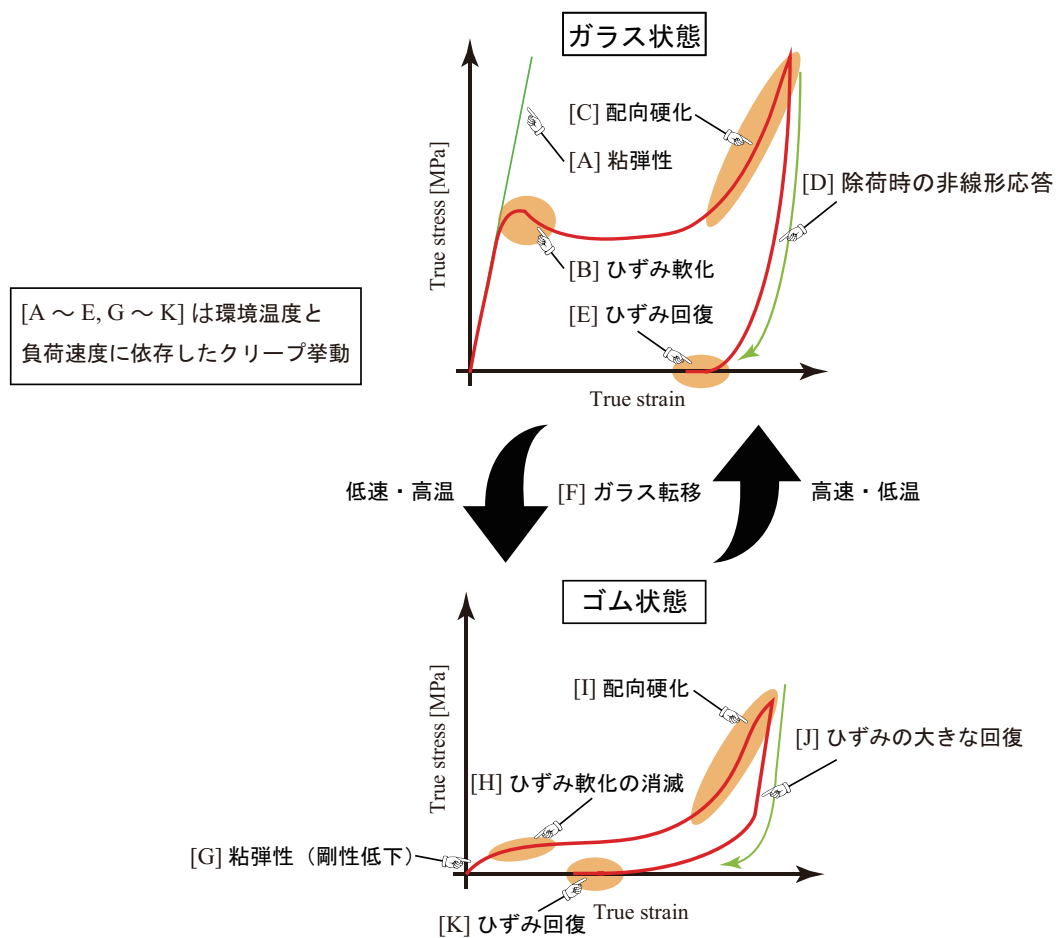 ガラス状態
True stress [MPa]
[C] 配向硬化
[A] 粘弾性
[D] 除荷時の非線形応答
[B] ひずみ軟化
[E] ひずみ回復
True strain
[A ～ E, G ～ K] は環境温度と
負荷速度に依存したクリープ挙動
低速・高温
[F] ガラス転移
高速・低温
ゴム状態
True stress [MPa]
[I] 配向硬化
[J] ひずみの大きな回復
[H] ひずみ軟化の消滅
[G] 粘弾性（剛性低下）
[K] ひずみ回復
True strain